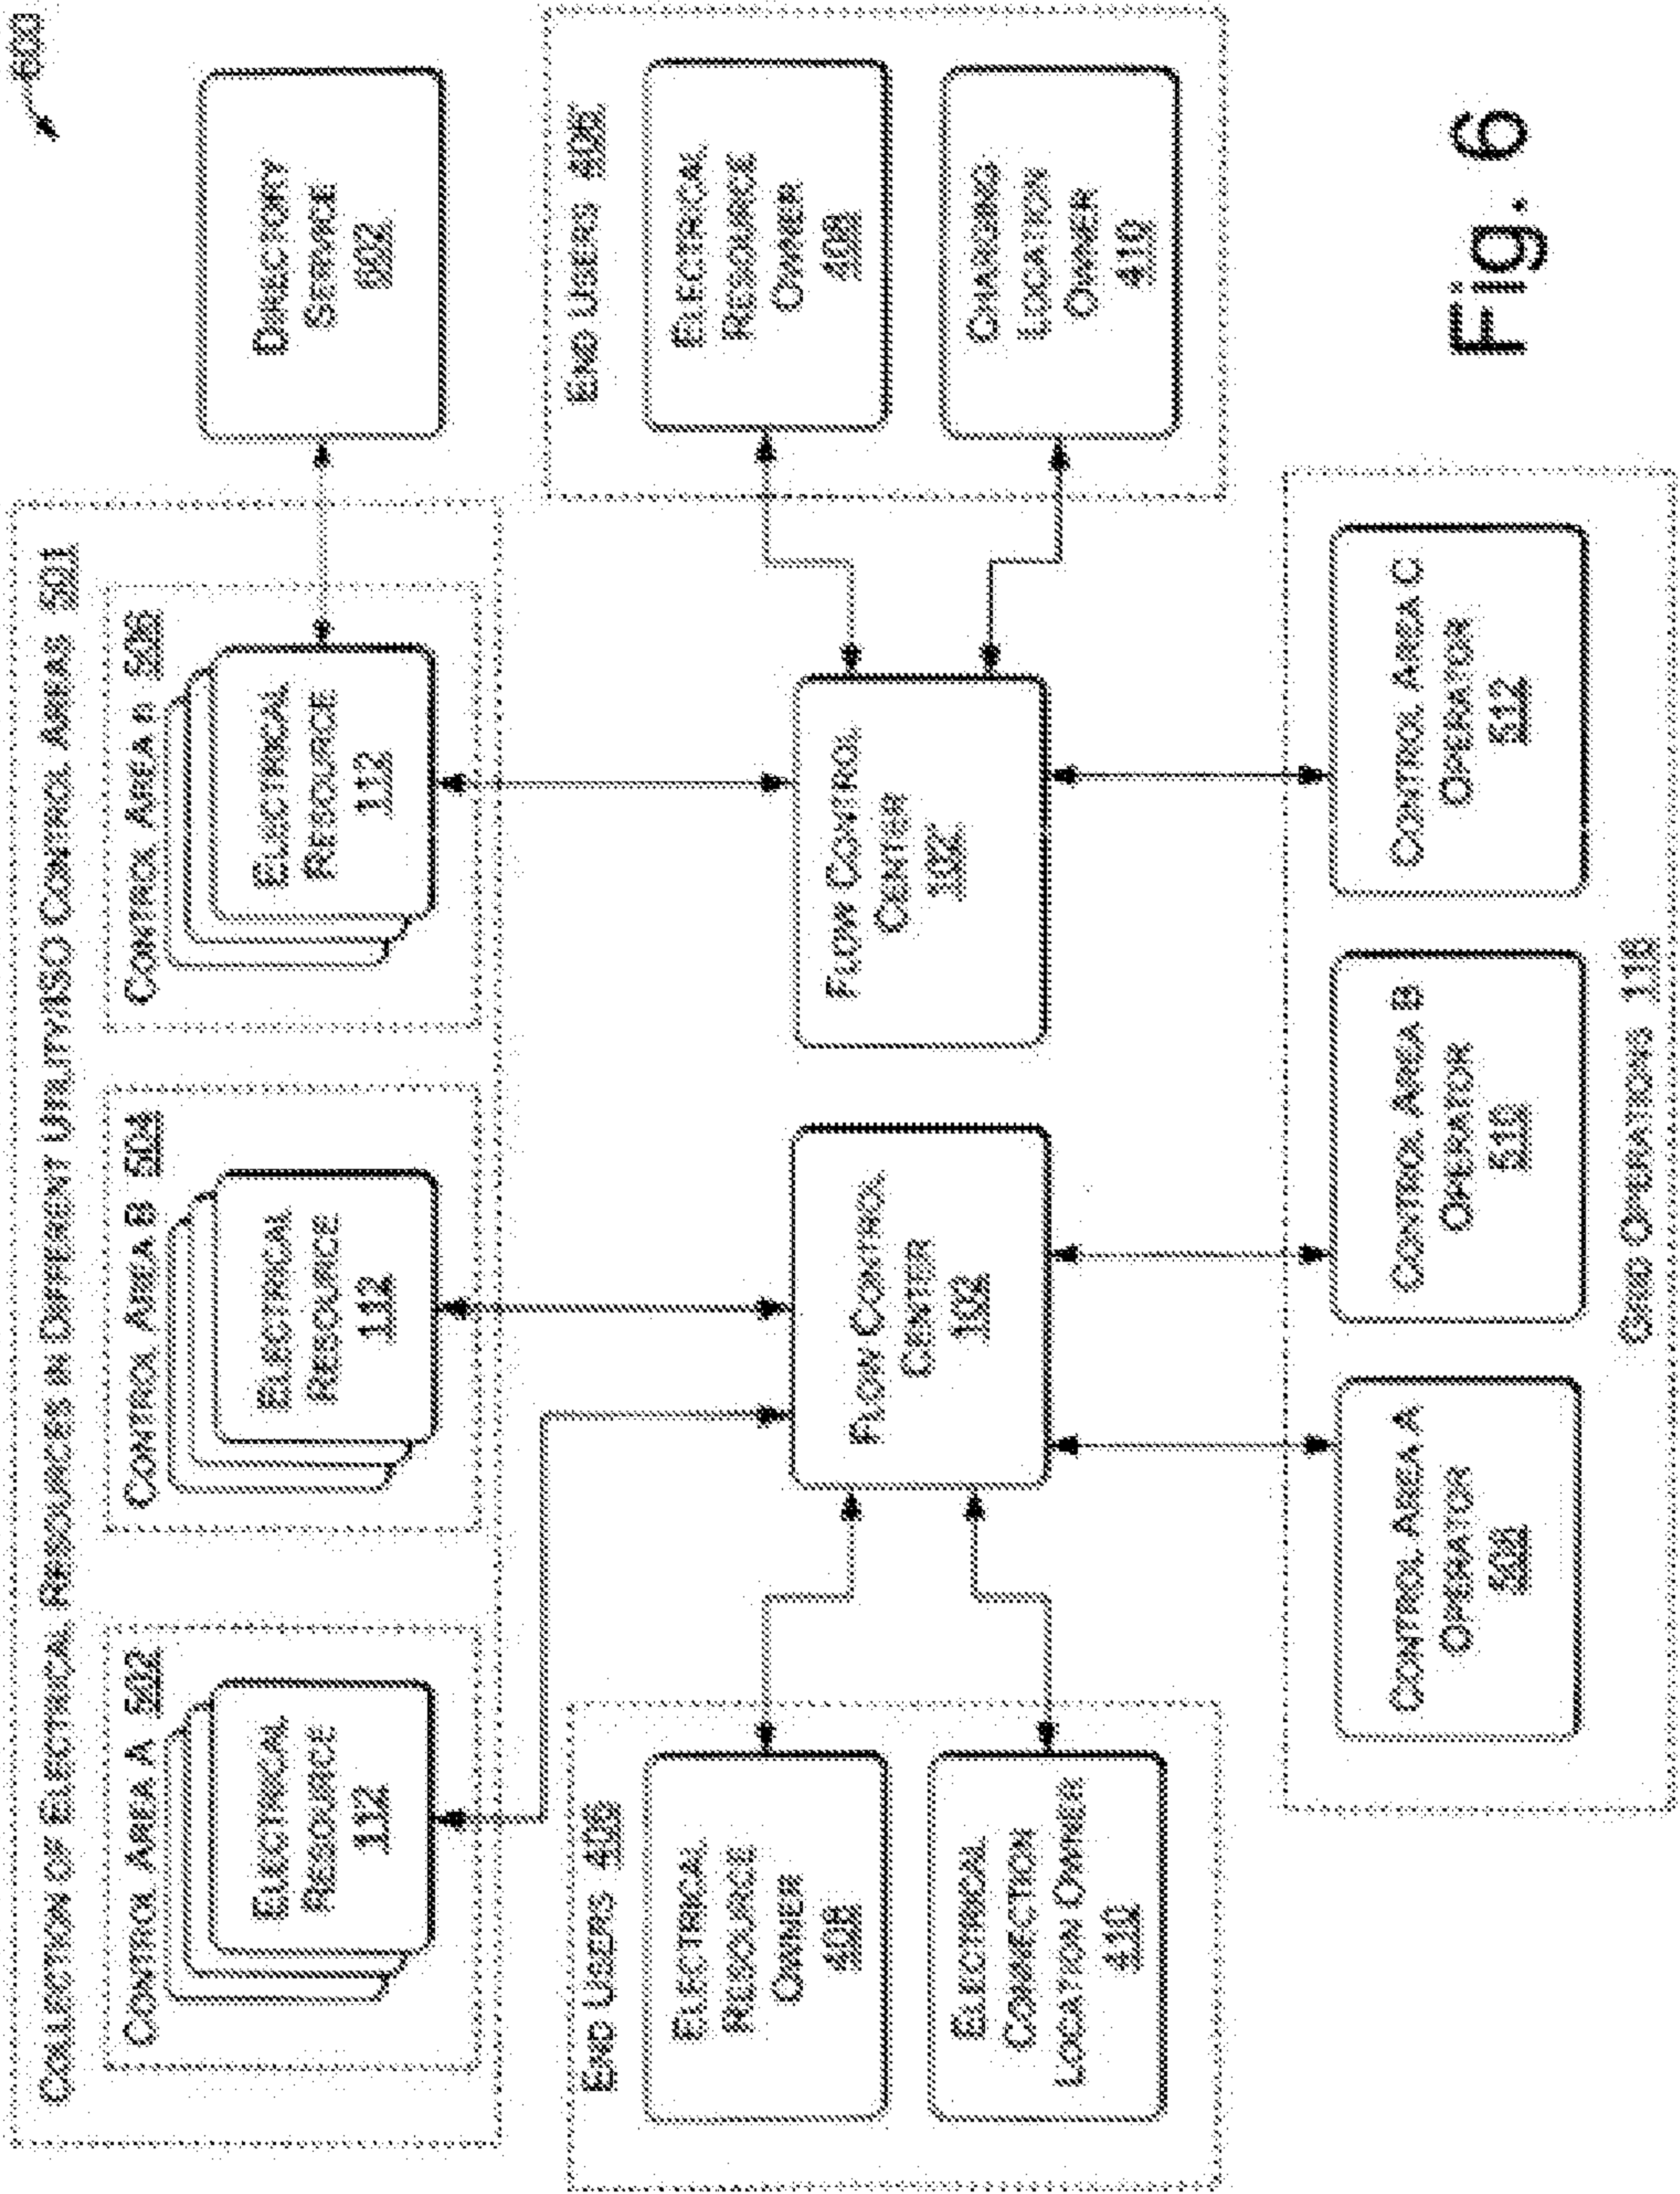 600
COLLECTION OF ELECTRICAL RESOURCES IN DIFFERENT UTILITY/ISO CONTROL AREAS 501
CONTROL AREA A 502
ELECTRICAL
RESOURCE
112
CONTROL AREA B 504
ELECTRICAL
RESOURCE
112
CONTROL AREA n 506
ELECTRICAL
RESOURCE
112
DIRECTORY
SERVICE
602
END USERS 406
ELECTRICAL
RESOURCE
OWNER
408
ELECTRICAL
CONNECTION
LOCATION OWNER
410
FLOW CONTROL
CENTER
102
FLOW CONTROL
CENTER
102
END USERS 406
ELECTRICAL
RESOURCE
OWNER
408
CHARGING
LOCATION
OWNER
410
CONTROL AREA A
OPERATOR
508
CONTROL AREA B
OPERATOR
510
CONTROL AREA C
OPERATOR
512
GRID OPERATORS 116
Fig. 6